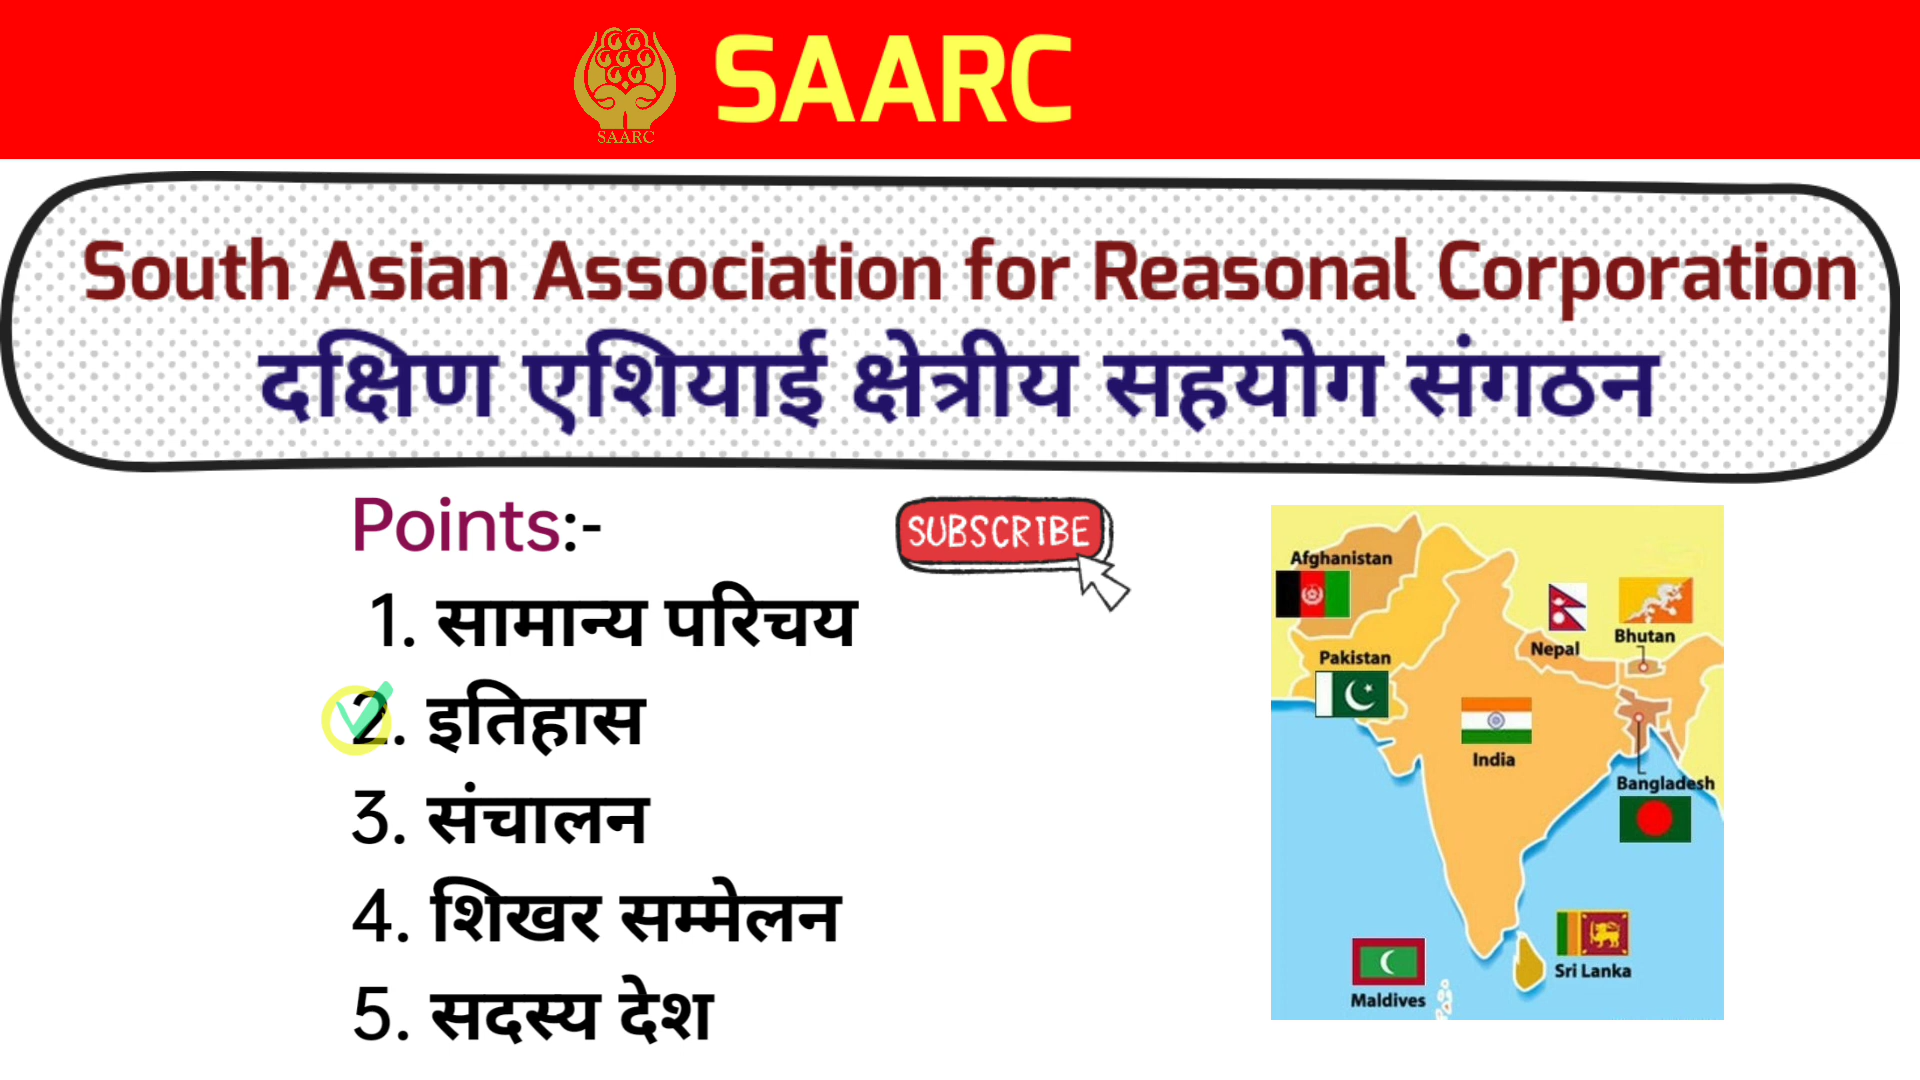 SAARC
SAARC
South Asian Association for Reasonal Corporation
दक्षिण एशियाई क्षेत्रीय सहयोग संगठन
Points:-
SUBSCRIBE
1. सामान्य परिचय
2. इतिहास
3. संचालन
4. शिखर सम्मेलन
5. सदस्य देश
Afghanistan
Bhutan
Nepal
Pakistan
India
Bangladesh
Sri Lanka
Maldives